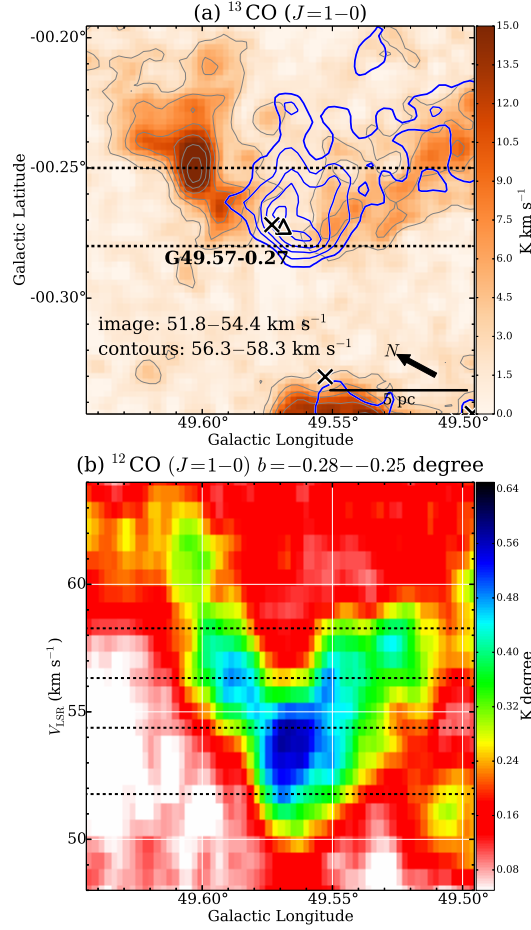 (a) ¹³CO (J=1−0)
-00.20°
-00.25°
-00.30°
Galactic Latitude
G49.57-0.27
image: 51.8−54.4 km s⁻¹
contours: 56.3−58.3 km s⁻¹
N
5 pc
49.60° 49.55° 49.50°
Galactic Longitude
15.0
13.5
12.0
10.5
9.0
7.5
6.0
4.5
3.0
1.5
0.0
K km s⁻¹
(b) ¹²CO (J=1−0) b=−0.28−−0.25 degree
60
55
50
V_LSR (km s⁻¹)
49.60° 49.55° 49.50°
Galactic Longitude
0.64
0.56
0.48
0.40
0.32
0.24
0.16
0.08
K degree